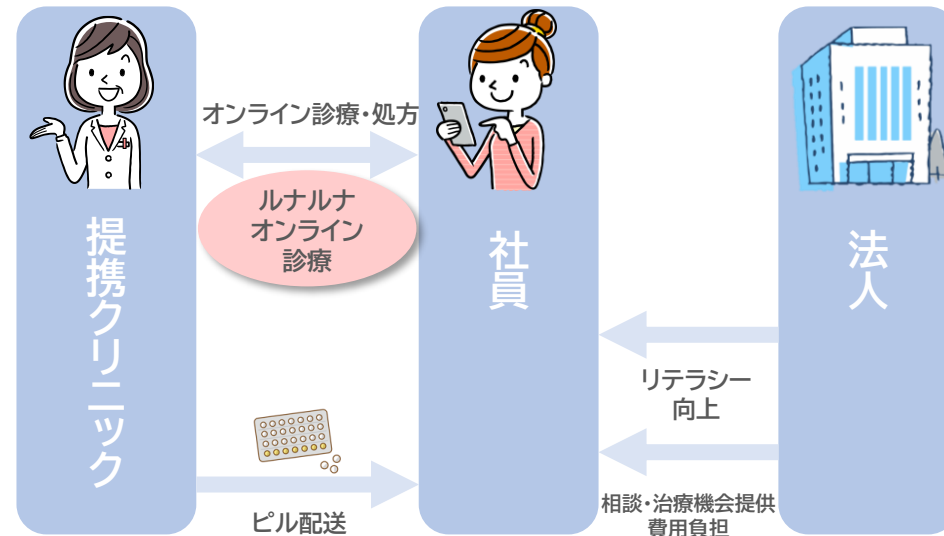 オンライン診療・処方
ルナルナ
オンライン
診療
提携クリニック
社員
法人
リテラシー
向上
ピル配送
相談・治療機会提供
費用負担